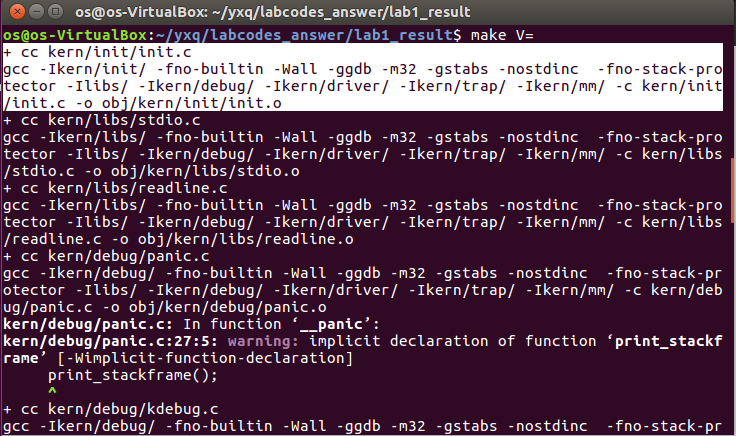 os@os-VirtualBox: ~/yxq/labcodes_answer/lab1_result
os@os-VirtualBox:~/yxq/labcodes_answer/lab1_result$ make V=
+ cc kern/init/init.c
gcc -Ikern/init/ -fno-builtin -Wall -ggdb -m32 -gstabs -nostdinc  -fno-stack-pro
tector -Ilibs/ -Ikern/debug/ -Ikern/driver/ -Ikern/trap/ -Ikern/mm/ -c kern/init
/init.c -o obj/kern/init/init.o
+ cc kern/libs/stdio.c
gcc -Ikern/libs/ -fno-builtin -Wall -ggdb -m32 -gstabs -nostdinc  -fno-stack-pro
tector -Ilibs/ -Ikern/debug/ -Ikern/driver/ -Ikern/trap/ -Ikern/mm/ -c kern/libs
/stdio.c -o obj/kern/libs/stdio.o
+ cc kern/libs/readline.c
gcc -Ikern/libs/ -fno-builtin -Wall -ggdb -m32 -gstabs -nostdinc  -fno-stack-pro
tector -Ilibs/ -Ikern/debug/ -Ikern/driver/ -Ikern/trap/ -Ikern/mm/ -c kern/libs
/readline.c -o obj/kern/libs/readline.o
+ cc kern/debug/panic.c
gcc -Ikern/debug/ -fno-builtin -Wall -ggdb -m32 -gstabs -nostdinc  -fno-stack-pr
otector -Ilibs/ -Ikern/debug/ -Ikern/driver/ -Ikern/trap/ -Ikern/mm/ -c kern/deb
ug/panic.c -o obj/kern/debug/panic.o
kern/debug/panic.c: In function ‘__panic’:
kern/debug/panic.c:27:5: warning: implicit declaration of function ‘print_stackf
rame’ [-Wimplicit-function-declaration]
     print_stackframe();
     ^
+ cc kern/debug/kdebug.c
gcc -Ikern/debug/ -fno-builtin -Wall -ggdb -m32 -gstabs -nostdinc  -fno-stack-pr